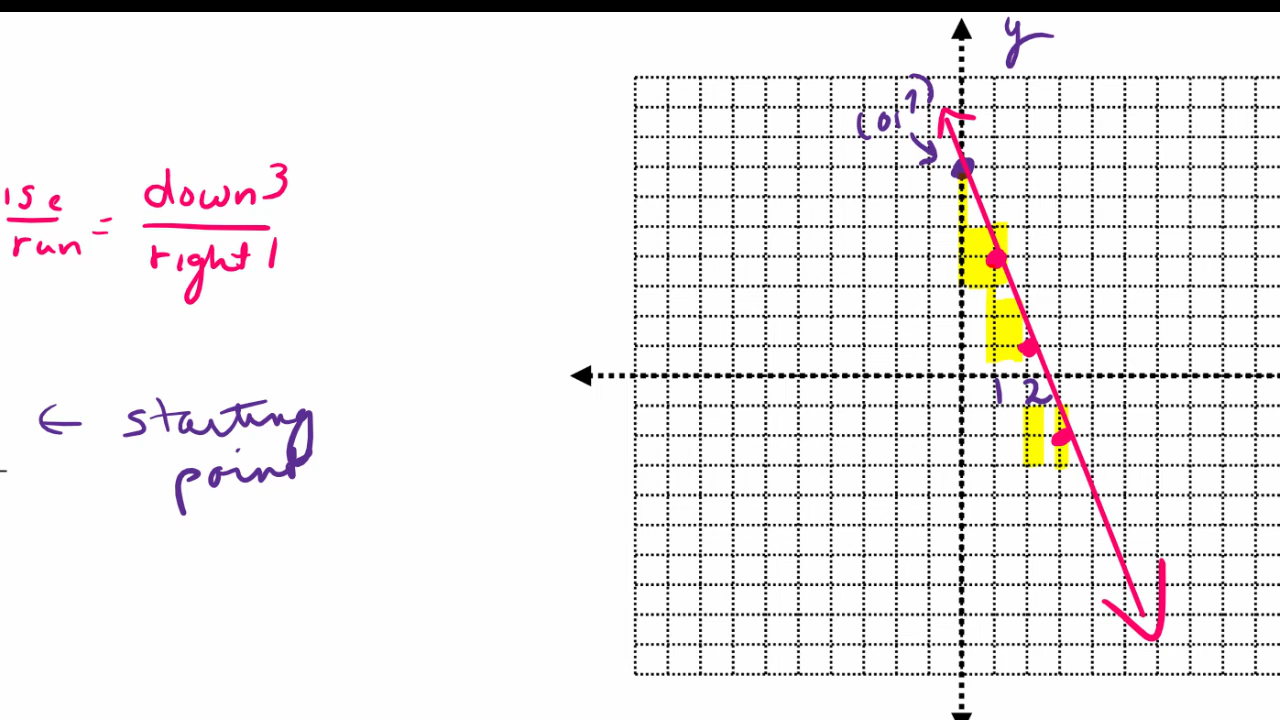 ise
run
=
down 3
right 1
← starting
point
y
(0,7)
1 2